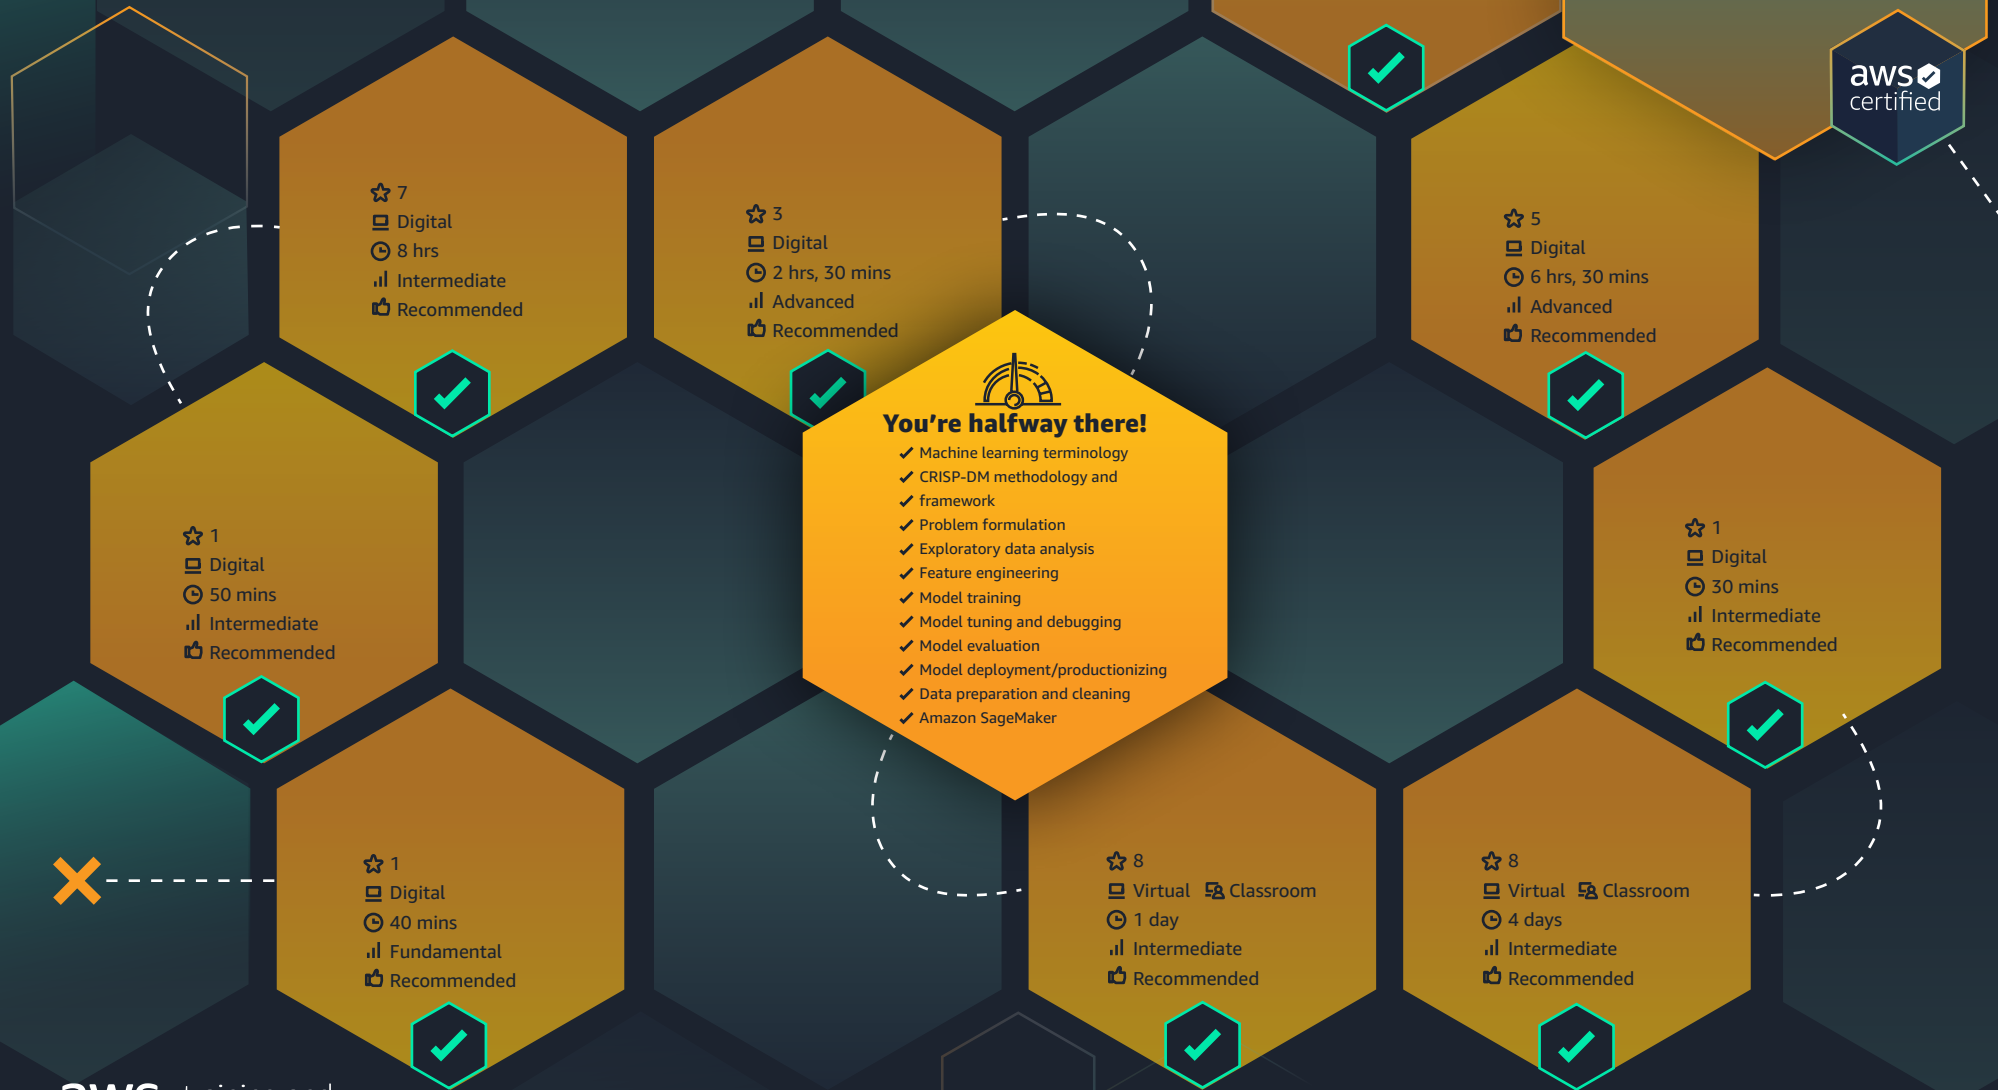 aws
certified
7
Digital
8 hrs
Intermediate
Recommended
3
Digital
2 hrs, 30 mins
Advanced
Recommended
5
Digital
6 hrs, 30 mins
Advanced
Recommended
You're halfway there!
Machine learning terminology
CRISP-DM methodology and
framework
Problem formulation
Exploratory data analysis
Feature engineering
Model training
Model tuning and debugging
Model evaluation
Model deployment/productionizing
Data preparation and cleaning
Amazon SageMaker
1
Digital
50 mins
Intermediate
Recommended
1
Digital
30 mins
Intermediate
Recommended
1
Digital
40 mins
Fundamental
Recommended
8
Virtual Classroom
1 day
Intermediate
Recommended
8
Virtual Classroom
4 days
Intermediate
Recommended
aws training and